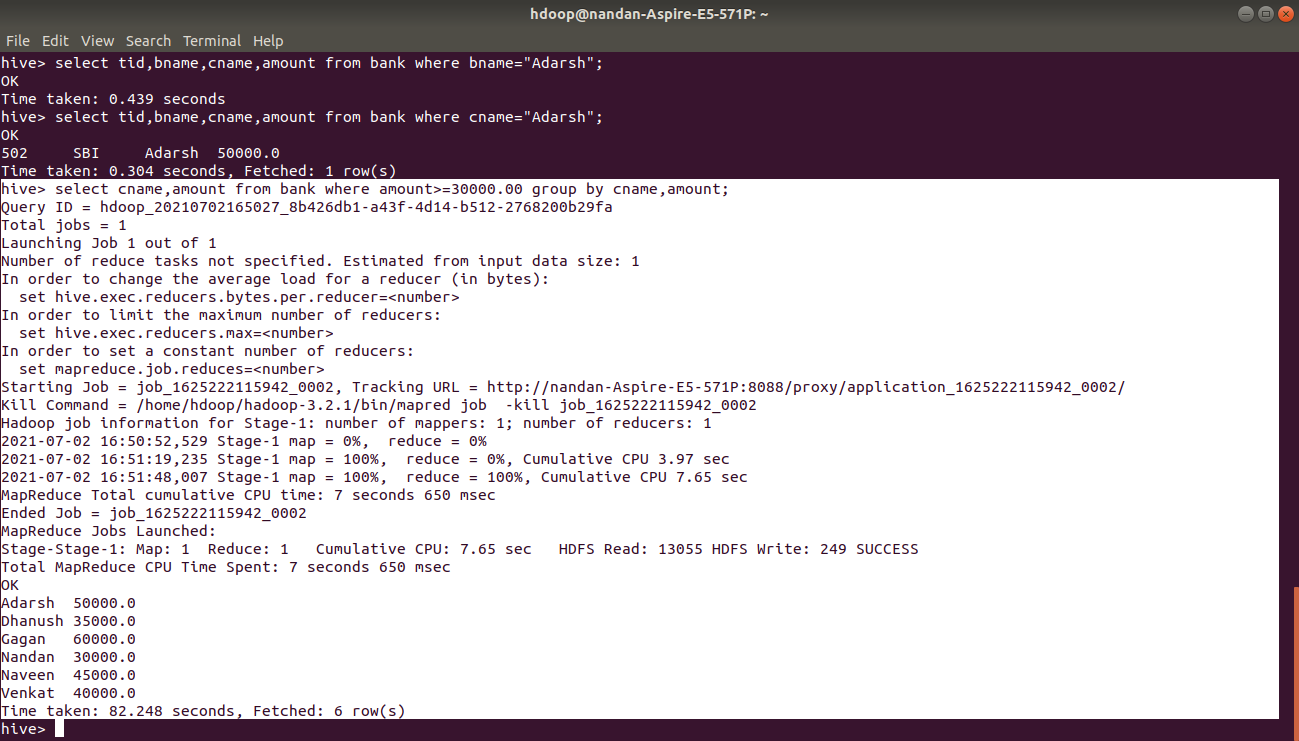 hdoop@nandan-Aspire-E5-571P: ~
File Edit View Search Terminal Help
hive> select tid,bname,cname,amount from bank where bname="Adarsh";
OK
Time taken: 0.439 seconds
hive> select tid,bname,cname,amount from bank where cname="Adarsh";
OK
502     SBI     Adarsh  50000.0
Time taken: 0.304 seconds, Fetched: 1 row(s)
hive> select cname,amount from bank where amount>=30000.00 group by cname,amount;
Query ID = hdoop_20210702165027_8b426db1-a43f-4d14-b512-2768200b29fa
Total jobs = 1
Launching Job 1 out of 1
Number of reduce tasks not specified. Estimated from input data size: 1
In order to change the average load for a reducer (in bytes):
  set hive.exec.reducers.bytes.per.reducer=<number>
In order to limit the maximum number of reducers:
  set hive.exec.reducers.max=<number>
In order to set a constant number of reducers:
  set mapreduce.job.reduces=<number>
Starting Job = job_1625222115942_0002, Tracking URL = http://nandan-Aspire-E5-571P:8088/proxy/application_1625222115942_0002/
Kill Command = /home/hdoop/hadoop-3.2.1/bin/mapred job  -kill job_1625222115942_0002
Hadoop job information for Stage-1: number of mappers: 1; number of reducers: 1
2021-07-02 16:50:52,529 Stage-1 map = 0%,  reduce = 0%
2021-07-02 16:51:19,235 Stage-1 map = 100%,  reduce = 0%, Cumulative CPU 3.97 sec
2021-07-02 16:51:48,007 Stage-1 map = 100%,  reduce = 100%, Cumulative CPU 7.65 sec
MapReduce Total cumulative CPU time: 7 seconds 650 msec
Ended Job = job_1625222115942_0002
MapReduce Jobs Launched:
Stage-Stage-1: Map: 1  Reduce: 1   Cumulative CPU: 7.65 sec   HDFS Read: 13055 HDFS Write: 249 SUCCESS
Total MapReduce CPU Time Spent: 7 seconds 650 msec
OK
Adarsh  50000.0
Dhanush 35000.0
Gagan   60000.0
Nandan  30000.0
Naveen  45000.0
Venkat  40000.0
Time taken: 82.248 seconds, Fetched: 6 row(s)
hive>